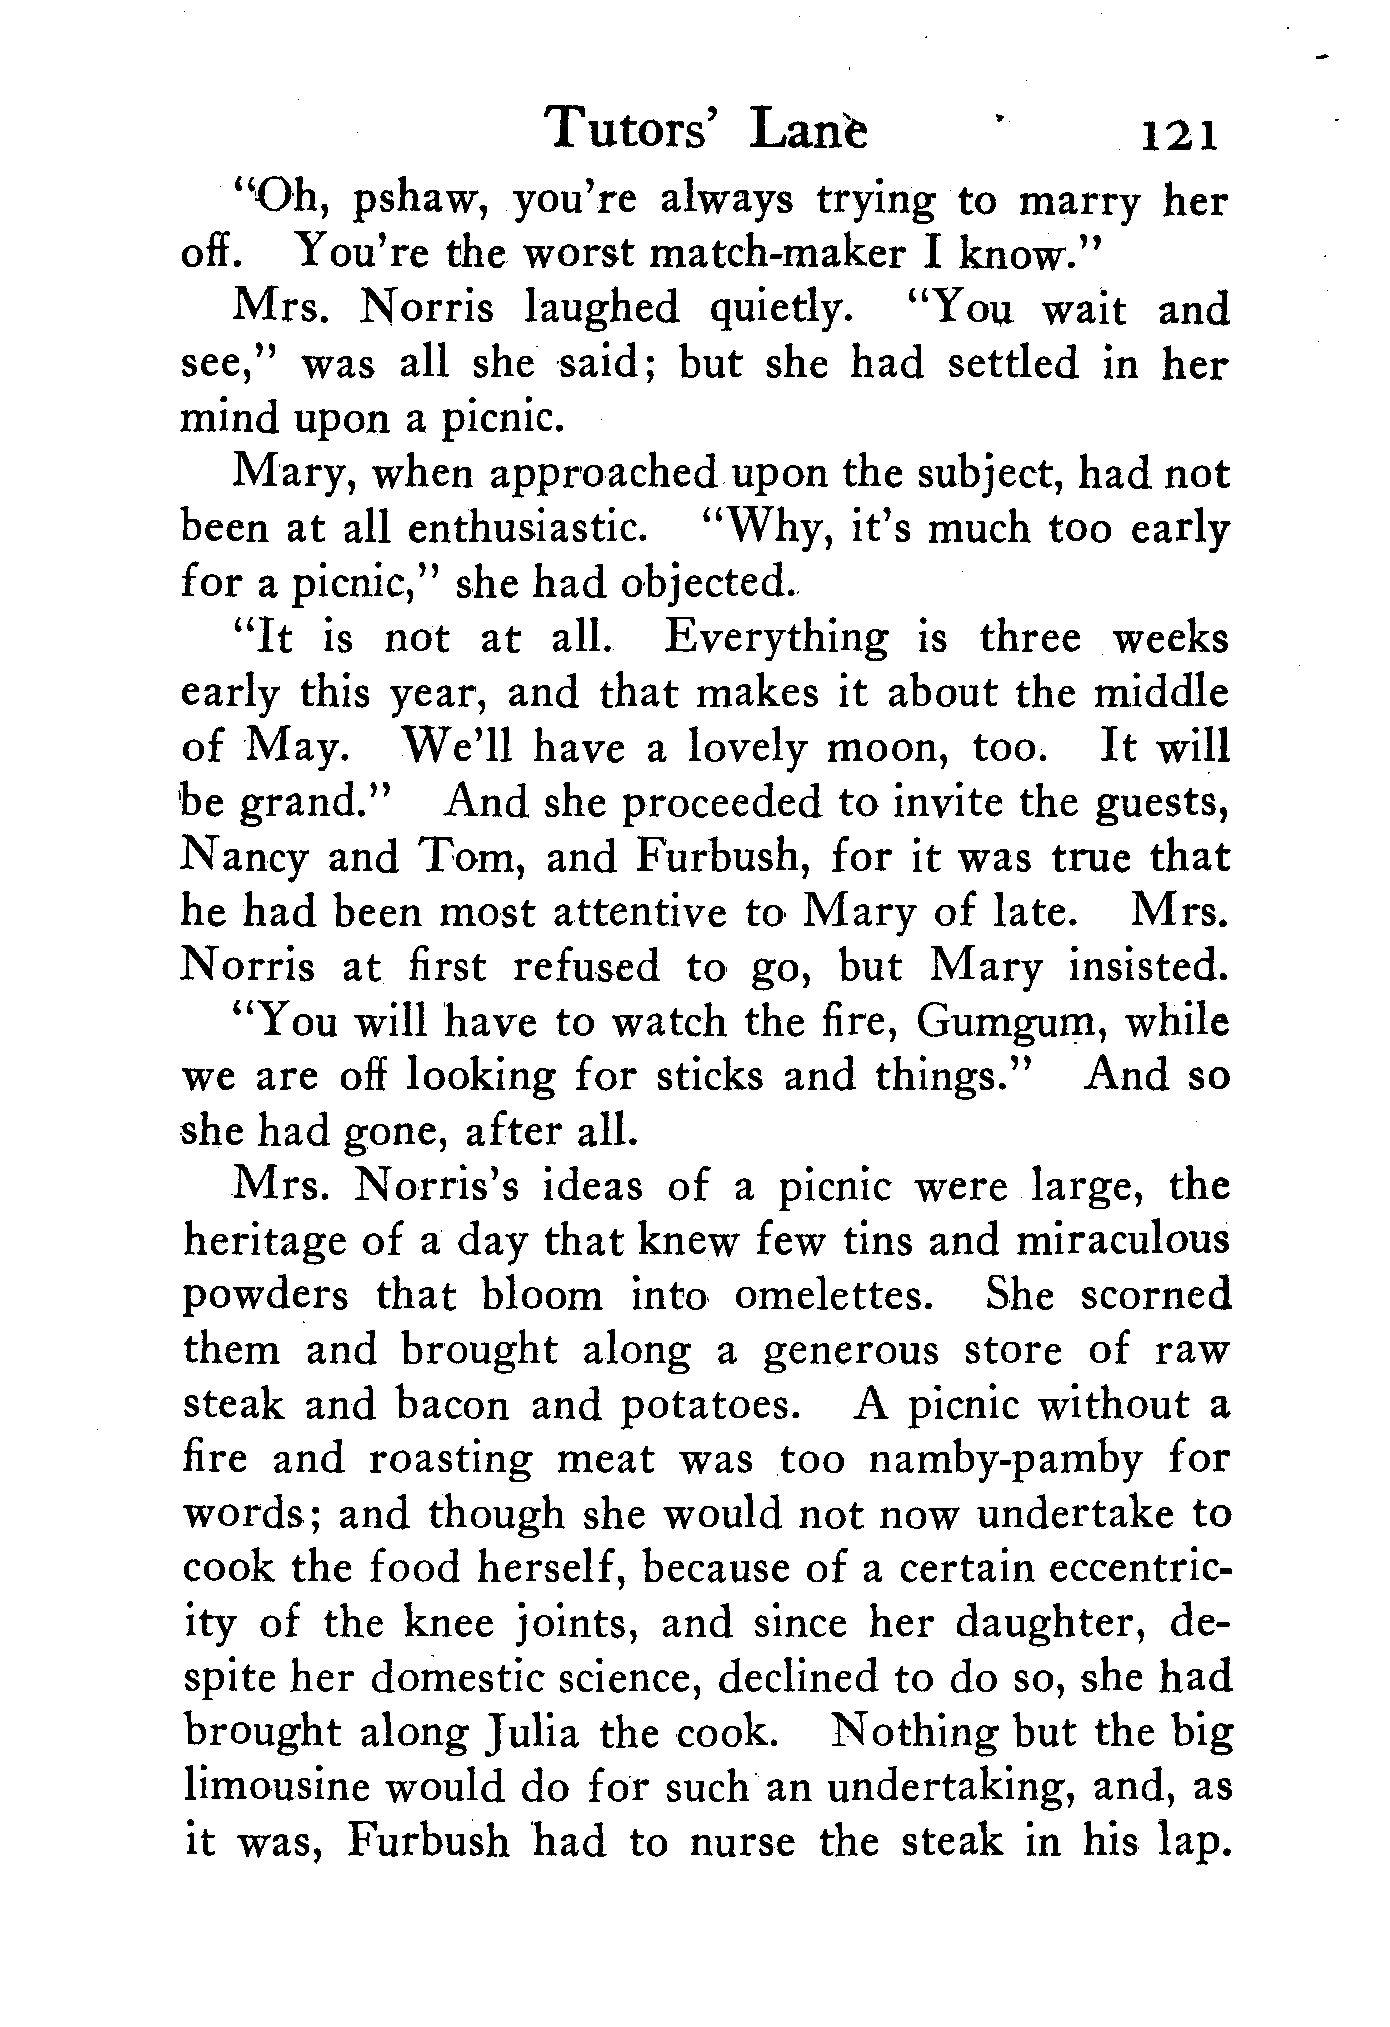 Tutors' Lane 121
"Oh, pshaw, you're always trying to marry her
off. You're the worst match-maker I know."
Mrs. Norris laughed quietly. "You wait and
see," was all she said; but she had settled in her
mind upon a picnic.
Mary, when approached upon the subject, had not
been at all enthusiastic. "Why, it's much too early
for a picnic," she had objected.
"It is not at all. Everything is three weeks
early this year, and that makes it about the middle
of May. We'll have a lovely moon, too. It will
be grand." And she proceeded to invite the guests,
Nancy and Tom, and Furbush, for it was true that
he had been most attentive to Mary of late. Mrs.
Norris at first refused to go, but Mary insisted.
"You will have to watch the fire, Gumgum, while
we are off looking for sticks and things." And so
she had gone, after all.
Mrs. Norris's ideas of a picnic were large, the
heritage of a day that knew few tins and miraculous
powders that bloom into omelettes. She scorned
them and brought along a generous store of raw
steak and bacon and potatoes. A picnic without a
fire and roasting meat was too namby-pamby for
words; and though she would not now undertake to
cook the food herself, because of a certain eccentric-
ity of the knee joints, and since her daughter, de-
spite her domestic science, declined to do so, she had
brought along Julia the cook. Nothing but the big
limousine would do for such an undertaking, and, as
it was, Furbush had to nurse the steak in his lap.